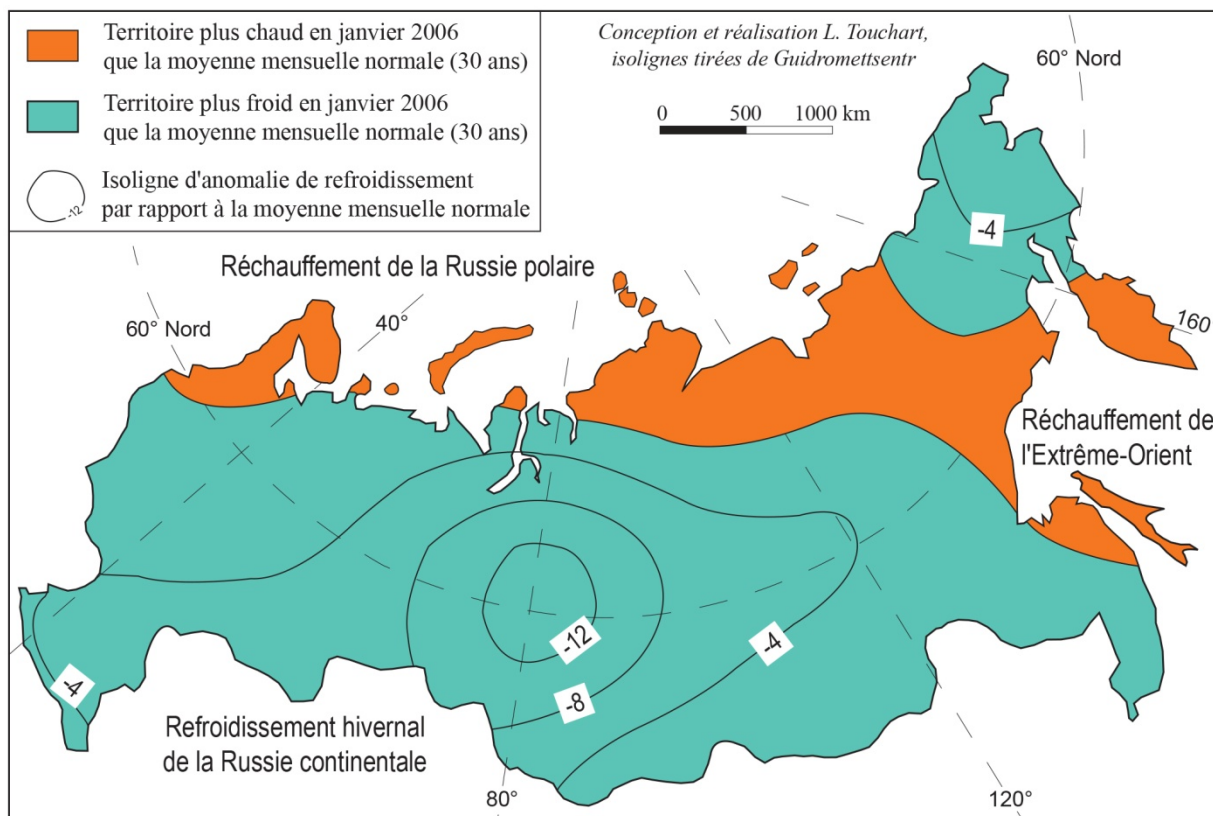 Territoire plus chaud en janvier 2006
que la moyenne mensuelle normale (30 ans)
Territoire plus froid en janvier 2006
que la moyenne mensuelle normale (30 ans)
-12
Isoligne d'anomalie de refroidissement
par rapport à la moyenne mensuelle normale
Conception et réalisation L. Touchart,
isolignes tirées de Guidromettsentr
0 500 1000 km
60° Nord
-4
Réchauffement de la Russie polaire
60° Nord
40°
160
Réchauffement de
l'Extrême-Orient
-12
-4
-4
-8
Refroidissement hivernal
de la Russie continentale
80°
120°